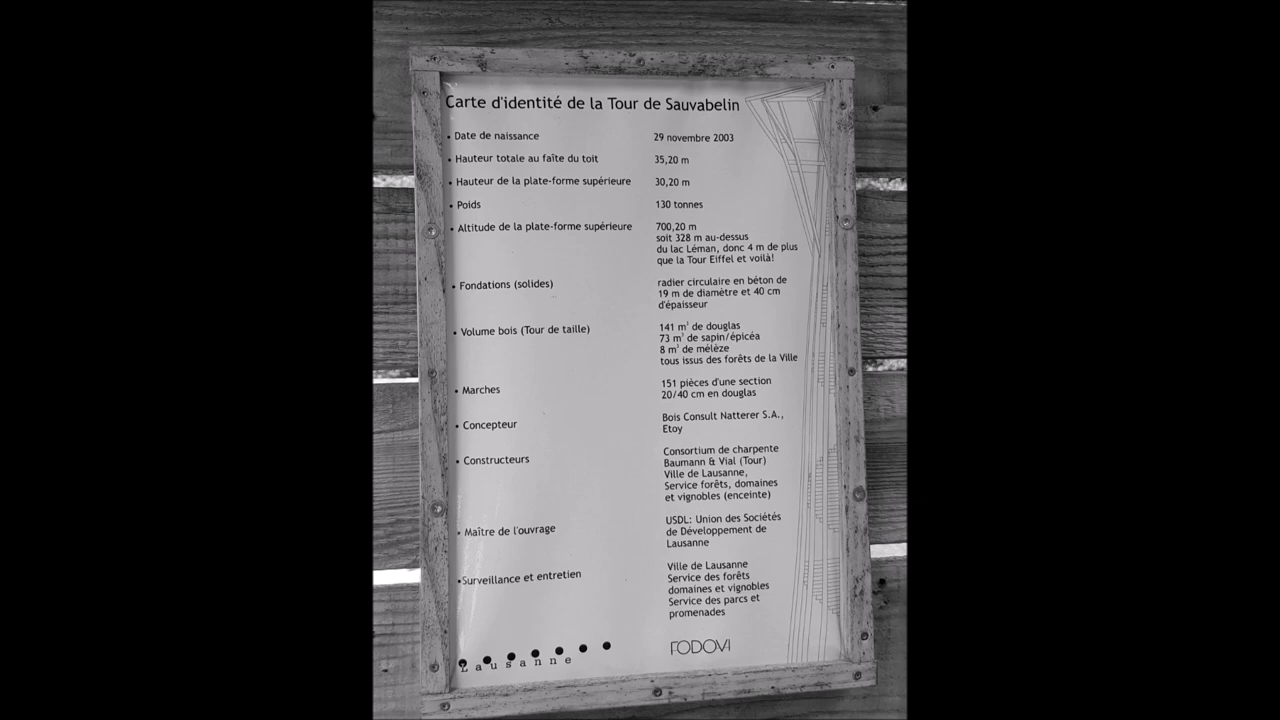 Carte d'identité de la Tour de Sauvabelin
• Date de naissance 29 novembre 2003
• Hauteur totale au faîte du toit 35,20 m
• Hauteur de la plate-forme supérieure 30,20 m
• Poids 130 tonnes
• Altitude de la plate-forme supérieure 700,20 m
soit 328 m au-dessus
du lac Léman, donc 4 m de plus
que la Tour Eiffel et voilà!
• Fondations (solides) radier circulaire en béton de
19 m de diamètre et 40 cm
d'épaisseur
• Volume bois (Tour de taille) 141 m³ de douglas
73 m³ de sapin/épicéa
8 m³ de mélèze
tous issus des forêts de la Ville
• Marches 151 pièces d'une section
20/40 cm en douglas
• Concepteur Bois Consult Natterer S.A.,
Etoy
• Constructeurs Consortium de charpente
Baumann & Vial (Tour)
Ville de Lausanne,
Service forêts, domaines
et vignobles (enceinte)
• Maître de l'ouvrage USDL: Union des Sociétés
de Développement de
Lausanne
•Surveillance et entretien Ville de Lausanne
Service des forêts
domaines et vignobles
Service des parcs et
promenades
Lausanne FODOVI